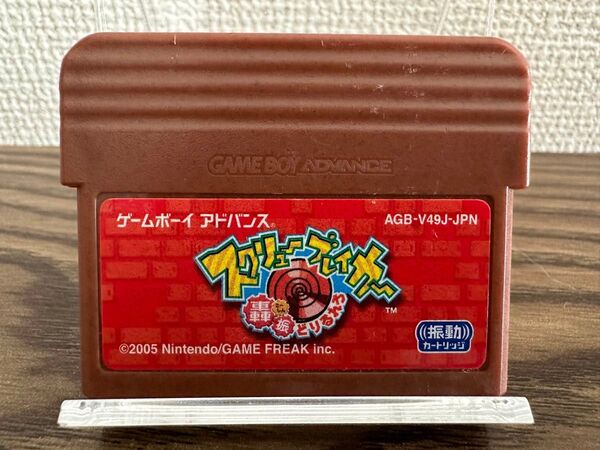 GAME BOY ADVANCE
ゲームボーイ アドバンス® AGB-V49J-JPN
スクリューブレイカー
轟振どりるれろ
TM
©2005 Nintendo/GAME FREAK inc.
振動
カートリッジ